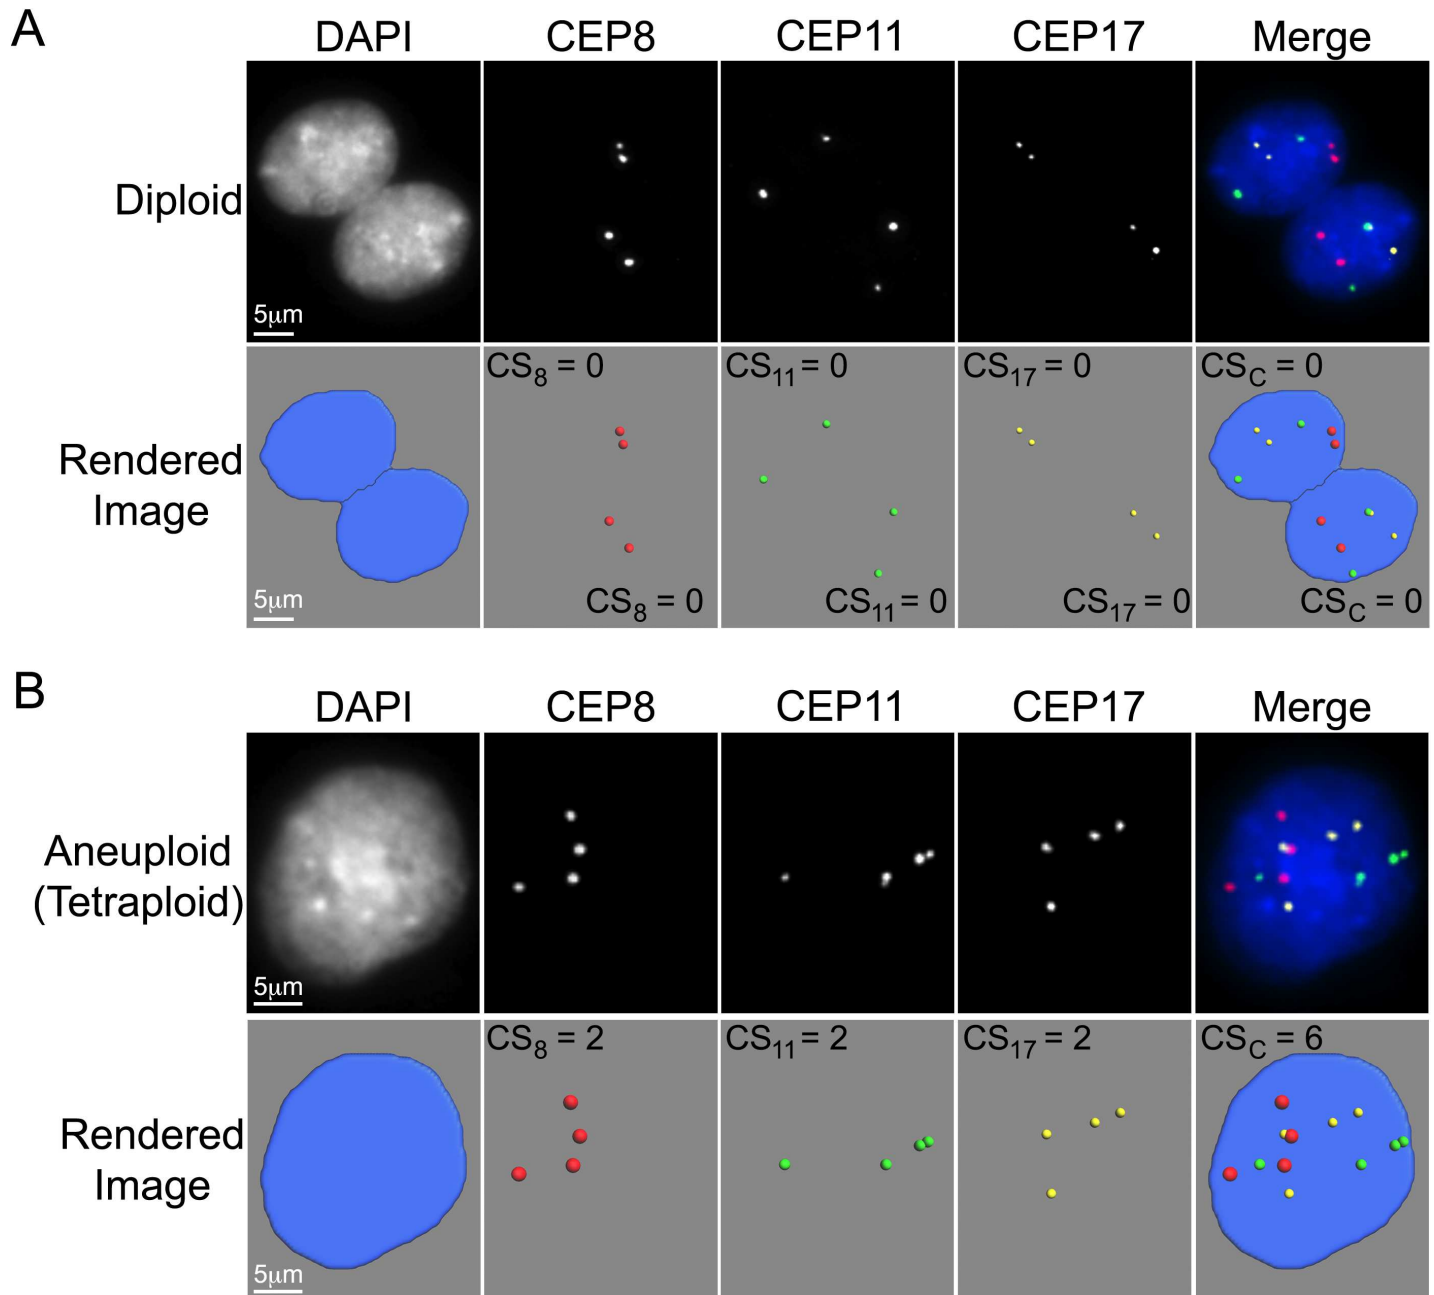 A
DAPI CEP8 CEP11 CEP17 Merge
Diploid
5µm
CS8 = 0 CS11 = 0 CS17 = 0 CSC = 0
Rendered
Image
5µm
CS8 = 0 CS11 = 0 CS17 = 0 CSC = 0
B
DAPI CEP8 CEP11 CEP17 Merge
Aneuploid
(Tetraploid)
5µm
CS8 = 2 CS11 = 2 CS17 = 2 CSC = 6
Rendered
Image
5µm